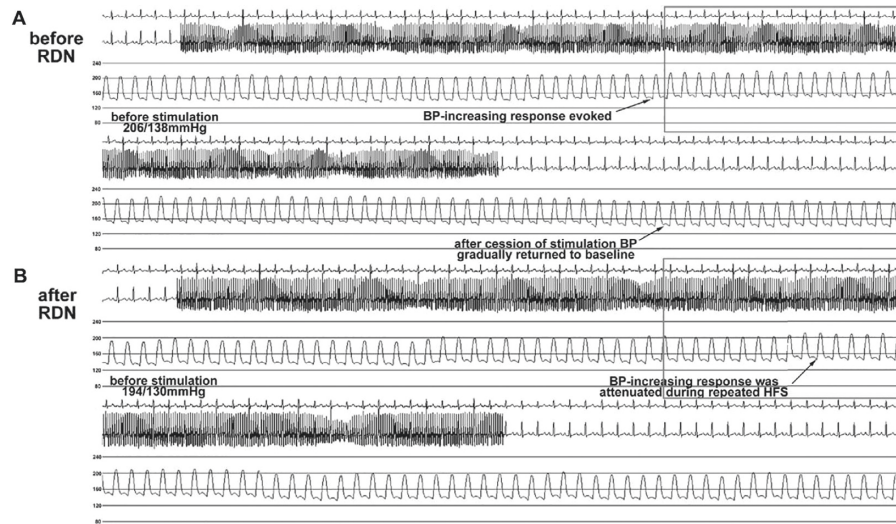 A
before
RDN
240
200
160
120
80
before stimulation
206/138mmHg
BP-increasing response evoked
240
200
160
120
80
after cession of stimulation BP
gradually returned to baseline
B
after
RDN
240
200
160
120
80
before stimulation
194/130mmHg
BP-increasing response was
attenuated during repeated HFS
240
200
160
120
80